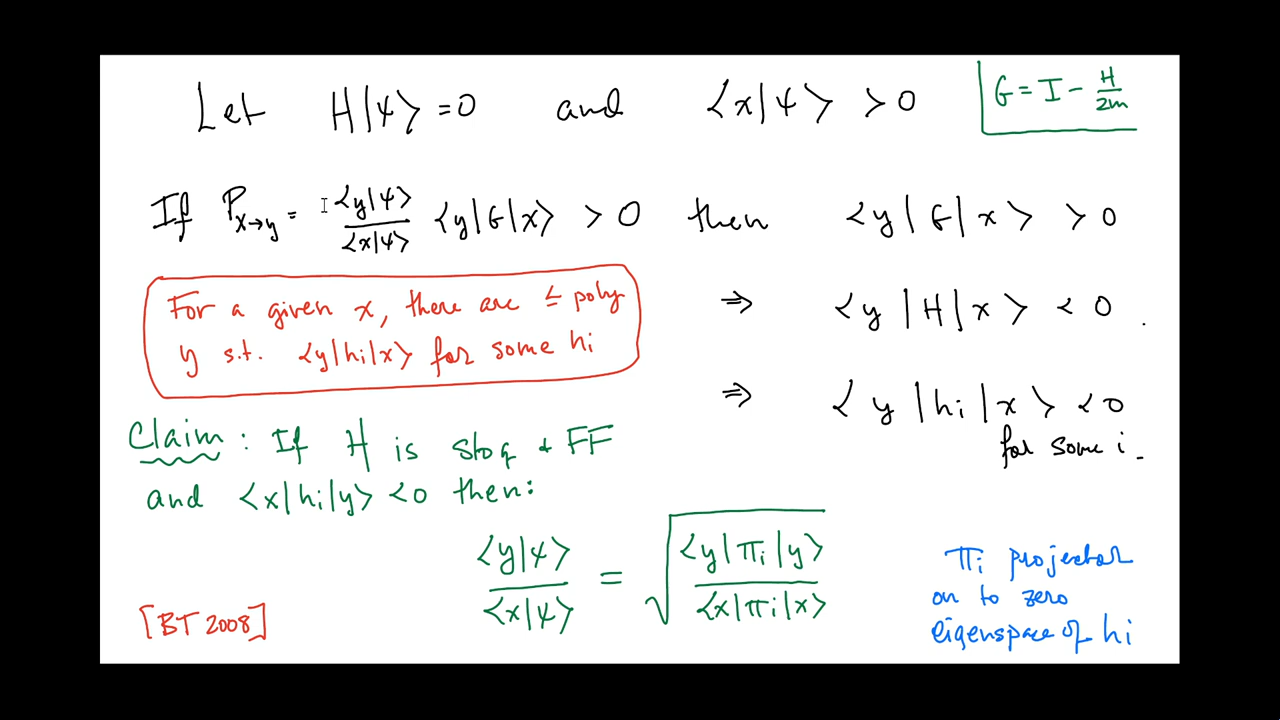 Let H|ψ⟩ = 0 and ⟨x|ψ⟩ > 0
G = I - H/2m
If P_{x→y} = ⟨y|ψ⟩/⟨x|ψ⟩ ⟨y|G|x⟩ > 0 then ⟨y|G|x⟩ > 0
For a given x, there are ≤ poly
y s.t. ⟨y|hi|x⟩ for some hi
⇒ ⟨y|H|x⟩ < 0 .
⇒ ⟨y|hi|x⟩ < 0
for some i.
Claim: If H is stoq + FF
and ⟨x|hi|y⟩ < 0 then:
⟨y|ψ⟩/⟨x|ψ⟩ = √(⟨y|πi|y⟩/⟨x|πi|x⟩)
πi projector
on to zero
eigenspace of hi
[BT 2008]